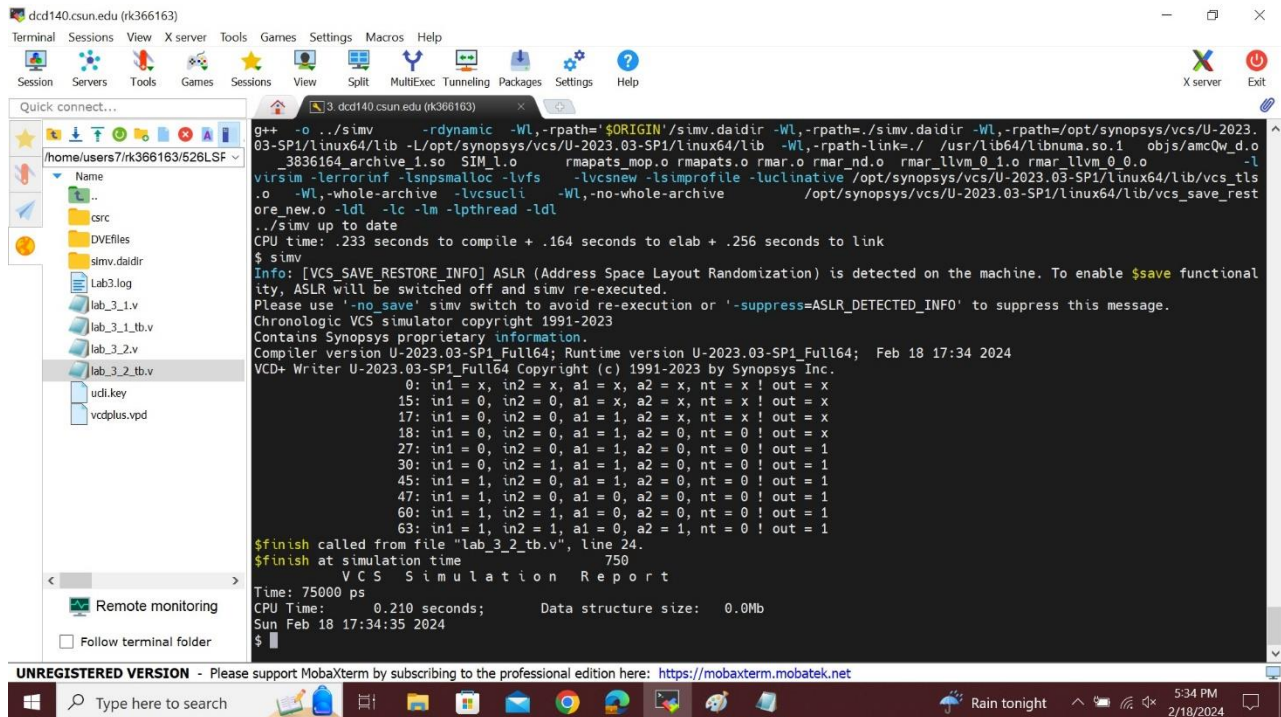 dcd140.csun.edu (rk366163)
Terminal Sessions View X server Tools Games Settings Macros Help
Session Servers Tools Games Sessions View Split MultiExec Tunneling Packages Settings Help X server Exit
Quick connect...
3. dcd140.csun.edu (rk366163)
/home/users7/rk366163/526LSF
Name
..
csrc
DVEfiles
simv.daidir
Lab3.log
lab_3_1.v
lab_3_1_tb.v
lab_3_2.v
lab_3_2_tb.v
ucli.key
vcdplus.vpd
Remote monitoring
Follow terminal folder
g++ -o ../simv -rdynamic -Wl,-rpath='$ORIGIN'/simv.daidir -Wl,-rpath=./simv.daidir -Wl,-rpath=/opt/synopsys/vcs/U-2023.
03-SP1/linux64/lib -L/opt/synopsys/vcs/U-2023.03-SP1/linux64/lib -Wl,-rpath-link=./ /usr/lib64/libnuma.so.1 objs/amcQw_d.o
_3836164_archive_1.so SIM_l.o rmapats_mop.o rmapats.o rmar.o rmar_nd.o rmar_llvm_0_1.o rmar_llvm_0_0.o -l
virsim -lerrorinf -lsnpsmalloc -lvfs -lvcsnew -lsimprofile -luclinative /opt/synopsys/vcs/U-2023.03-SP1/linux64/lib/vcs_tls
.o -Wl,-whole-archive -lvcsucli -Wl,-no-whole-archive /opt/synopsys/vcs/U-2023.03-SP1/linux64/lib/vcs_save_rest
ore_new.o -ldl -lc -lm -lpthread -ldl
../simv up to date
CPU time: .233 seconds to compile + .164 seconds to elab + .256 seconds to link
$ simv
Info: [VCS_SAVE_RESTORE_INFO] ASLR (Address Space Layout Randomization) is detected on the machine. To enable $save functional
ity, ASLR will be switched off and simv re-executed.
Please use '-no_save' simv switch to avoid re-execution or '-suppress=ASLR_DETECTED_INFO' to suppress this message.
Chronologic VCS simulator copyright 1991-2023
Contains Synopsys proprietary information.
Compiler version U-2023.03-SP1_Full64; Runtime version U-2023.03-SP1_Full64; Feb 18 17:34 2024
VCD+ Writer U-2023.03-SP1_Full64 Copyright (c) 1991-2023 by Synopsys Inc.
0: in1 = x, in2 = x, a1 = x, a2 = x, nt = x ! out = x
15: in1 = 0, in2 = 0, a1 = x, a2 = x, nt = x ! out = x
17: in1 = 0, in2 = 0, a1 = 1, a2 = x, nt = x ! out = x
18: in1 = 0, in2 = 0, a1 = 1, a2 = 0, nt = 0 ! out = x
27: in1 = 0, in2 = 0, a1 = 1, a2 = 0, nt = 0 ! out = 1
30: in1 = 0, in2 = 1, a1 = 1, a2 = 0, nt = 0 ! out = 1
45: in1 = 1, in2 = 0, a1 = 1, a2 = 0, nt = 0 ! out = 1
47: in1 = 1, in2 = 0, a1 = 0, a2 = 0, nt = 0 ! out = 1
60: in1 = 1, in2 = 1, a1 = 0, a2 = 0, nt = 0 ! out = 1
63: in1 = 1, in2 = 1, a1 = 0, a2 = 1, nt = 0 ! out = 1
$finish called from file "lab_3_2_tb.v", line 24.
$finish at simulation time 750
V C S S i m u l a t i o n R e p o r t
Time: 75000 ps
CPU Time: 0.210 seconds; Data structure size: 0.0Mb
Sun Feb 18 17:34:35 2024
$
UNREGISTERED VERSION - Please support MobaXterm by subscribing to the professional edition here: https://mobaxterm.mobatek.net
Type here to search
Rain tonight
5:34 PM
2/18/2024